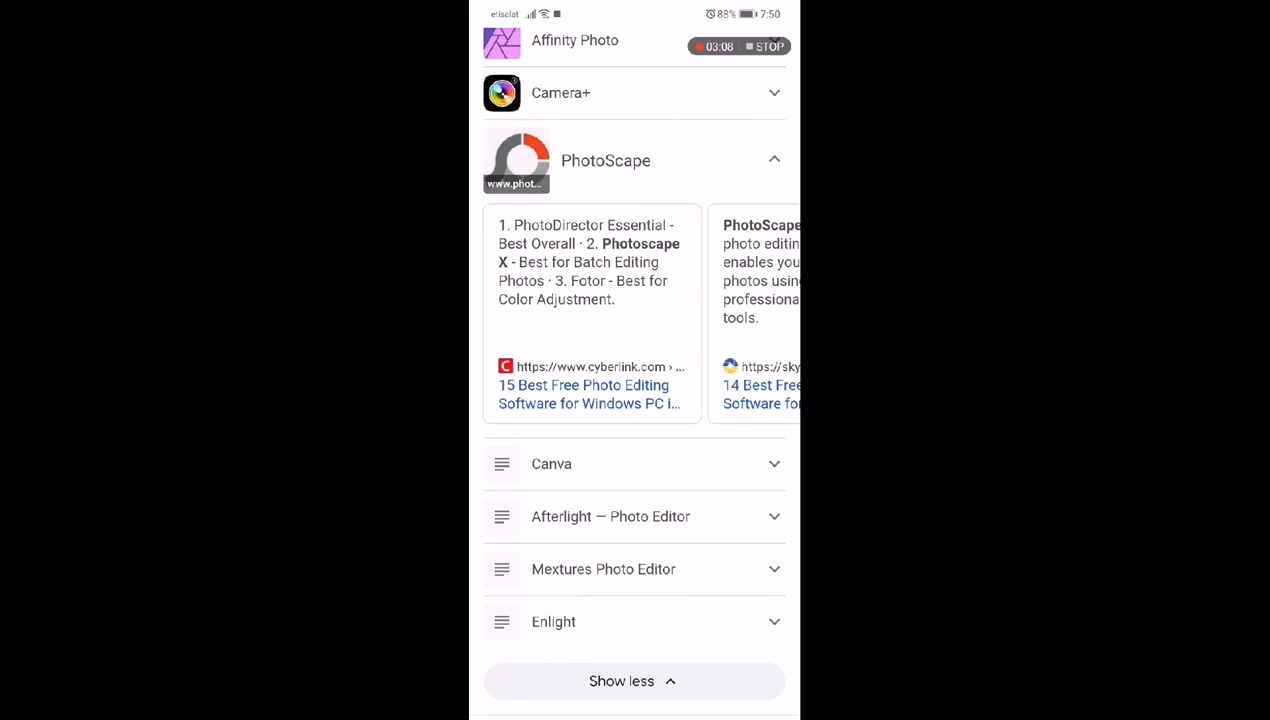 etisalat 88% 7:50
Affinity Photo
03:08 STOP
Camera+
PhotoScape
www.phot...
1. PhotoDirector Essential -
Best Overall · 2. Photoscape
X - Best for Batch Editing
Photos · 3. Fotor - Best for
Color Adjustment.
https://www.cyberlink.com › ...
15 Best Free Photo Editing
Software for Windows PC i...
PhotoScape
photo editin
enables you
photos usin
professiona
tools.
https://sky
14 Best Free
Software for
Canva
Afterlight — Photo Editor
Mextures Photo Editor
Enlight
Show less